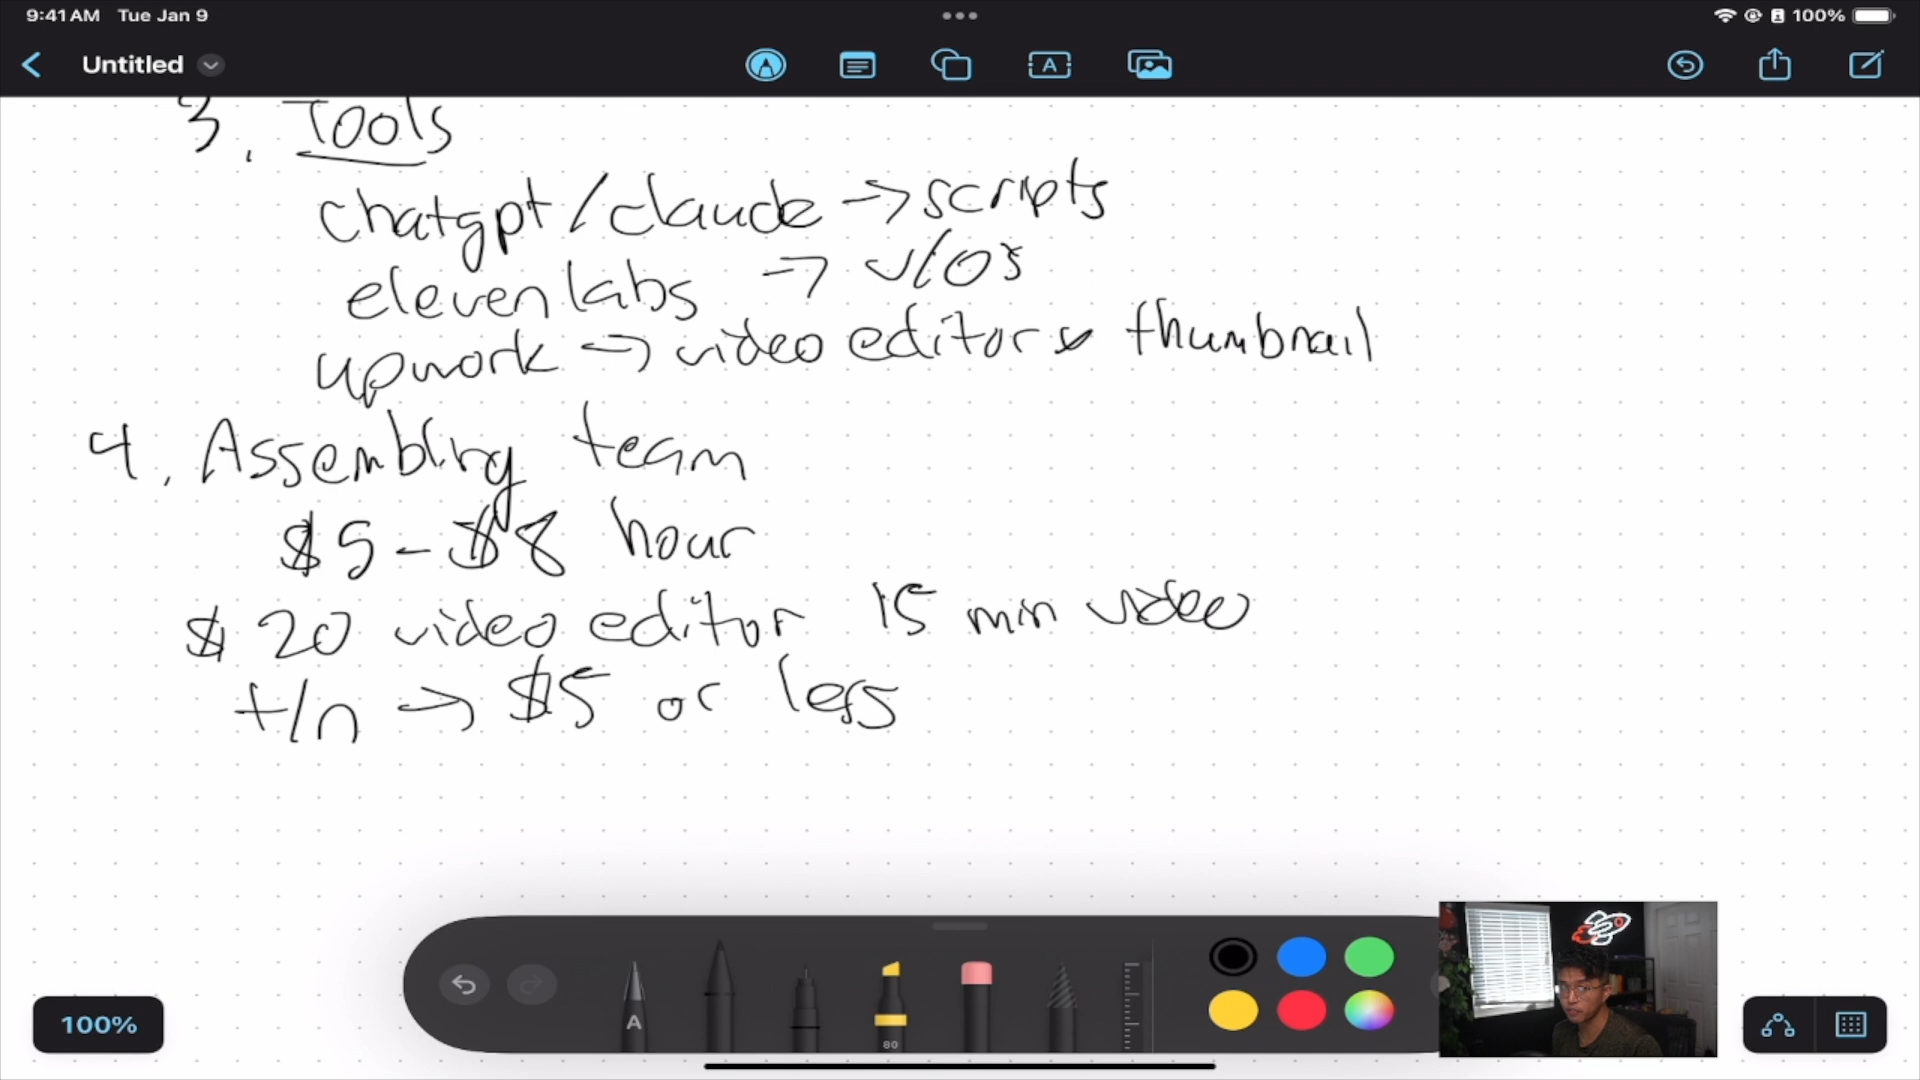 9:41 AM Tue Jan 9 100%
Untitled
3. Tools
chatgpt/claude → scripts
elevenlabs → v/os
upwork → video editor & thumbnail
4. Assembling team
$5 - $8 hour
$20 video editor 15 min video
t/n → $5 or less
A
80
100%